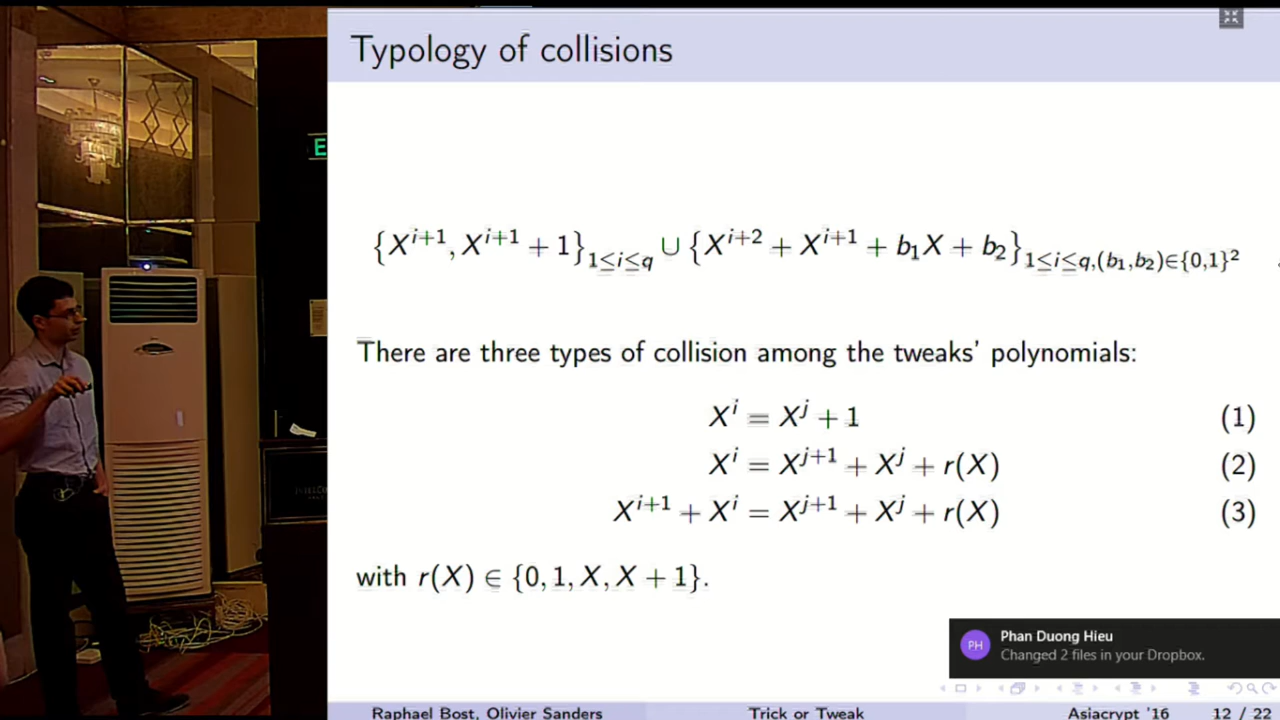 Typology of collisions
{X^{i+1}, X^{i+1} + 1}_{1≤i≤q} ∪ {X^{i+2} + X^{i+1} + b_1X + b_2}_{1≤i≤q,(b_1,b_2)∈{0,1}^2}
There are three types of collision among the tweaks' polynomials:
X^i = X^j + 1 (1)
X^i = X^{j+1} + X^j + r(X) (2)
X^{i+1} + X^i = X^{j+1} + X^j + r(X) (3)
with r(X) ∈ {0, 1, X, X + 1}.
PH
Phan Duong Hieu
Changed 2 files in your Dropbox.
Raphael Bost, Olivier Sanders Trick or Tweak Asiacrypt '16 12 / 22
E